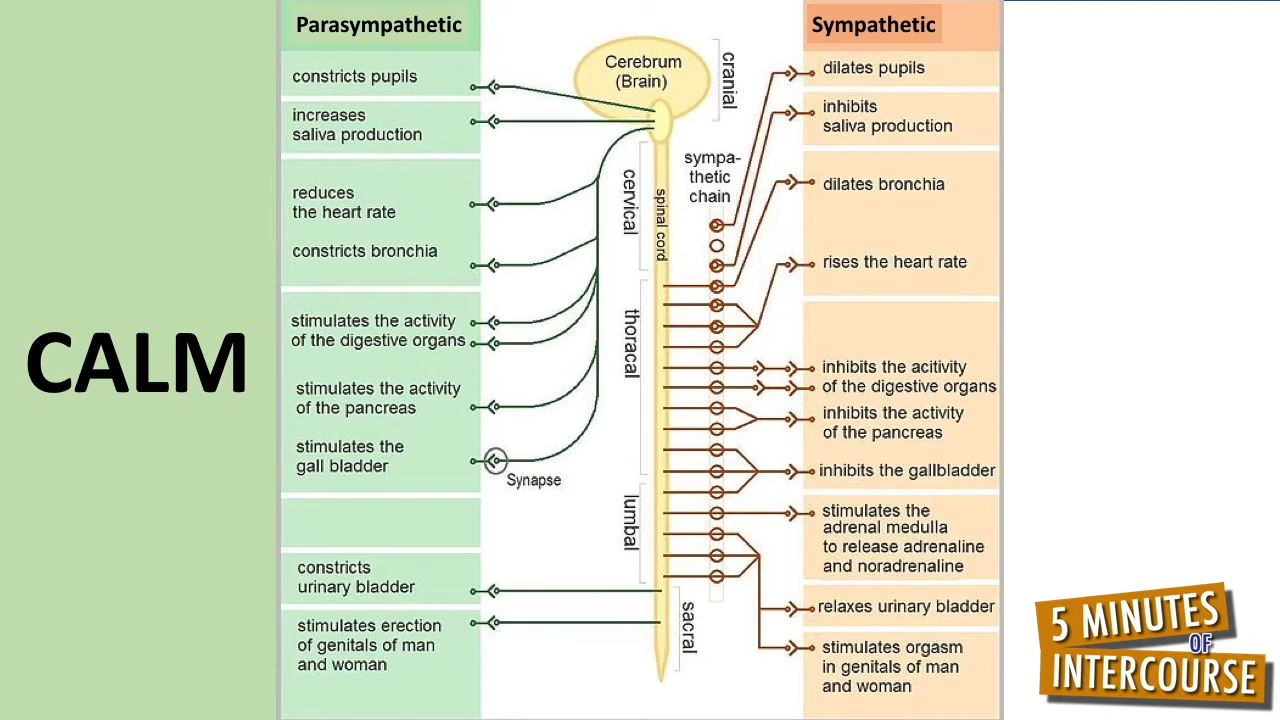 CALM
Parasympathetic
constricts pupils
increases
saliva production
reduces
the heart rate
constricts bronchia
stimulates the activity
of the digestive organs
stimulates the activity
of the pancreas
stimulates the
gall bladder
constricts
urinary bladder
stimulates erection
of genitals of man
and woman
Synapse
Cerebrum
(Brain)
cranial
cervical
spinal cord
thoracal
lumbal
sacral
sympa-
thetic
chain
Sympathetic
dilates pupils
inhibits
saliva production
dilates bronchia
rises the heart rate
inhibits the acitivity
of the digestive organs
inhibits the activity
of the pancreas
inhibits the gallbladder
stimulates the
adrenal medulla
to release adrenaline
and noradrenaline
relaxes urinary bladder
stimulates orgasm
in genitals of man
and woman
5 MINUTES
OF
INTERCOURSE